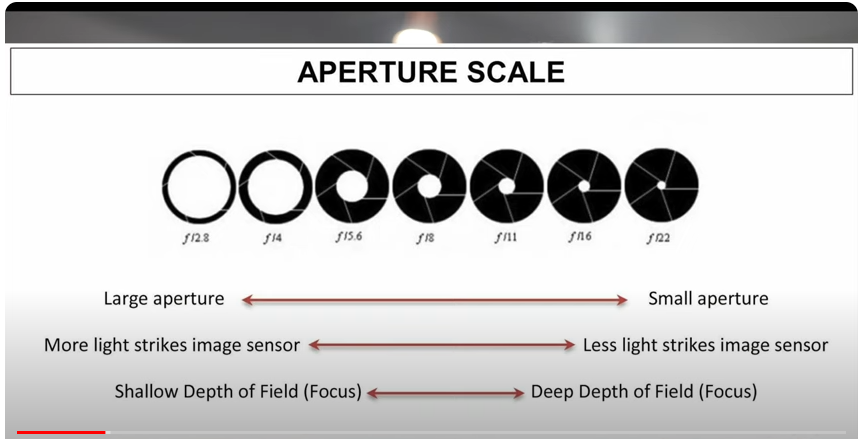 APERTURE SCALE
f/2.8 f/4 f/5.6 f/8 f/11 f/16 f/22
Large aperture Small aperture
More light strikes image sensor Less light strikes image sensor
Shallow Depth of Field (Focus) Deep Depth of Field (Focus)